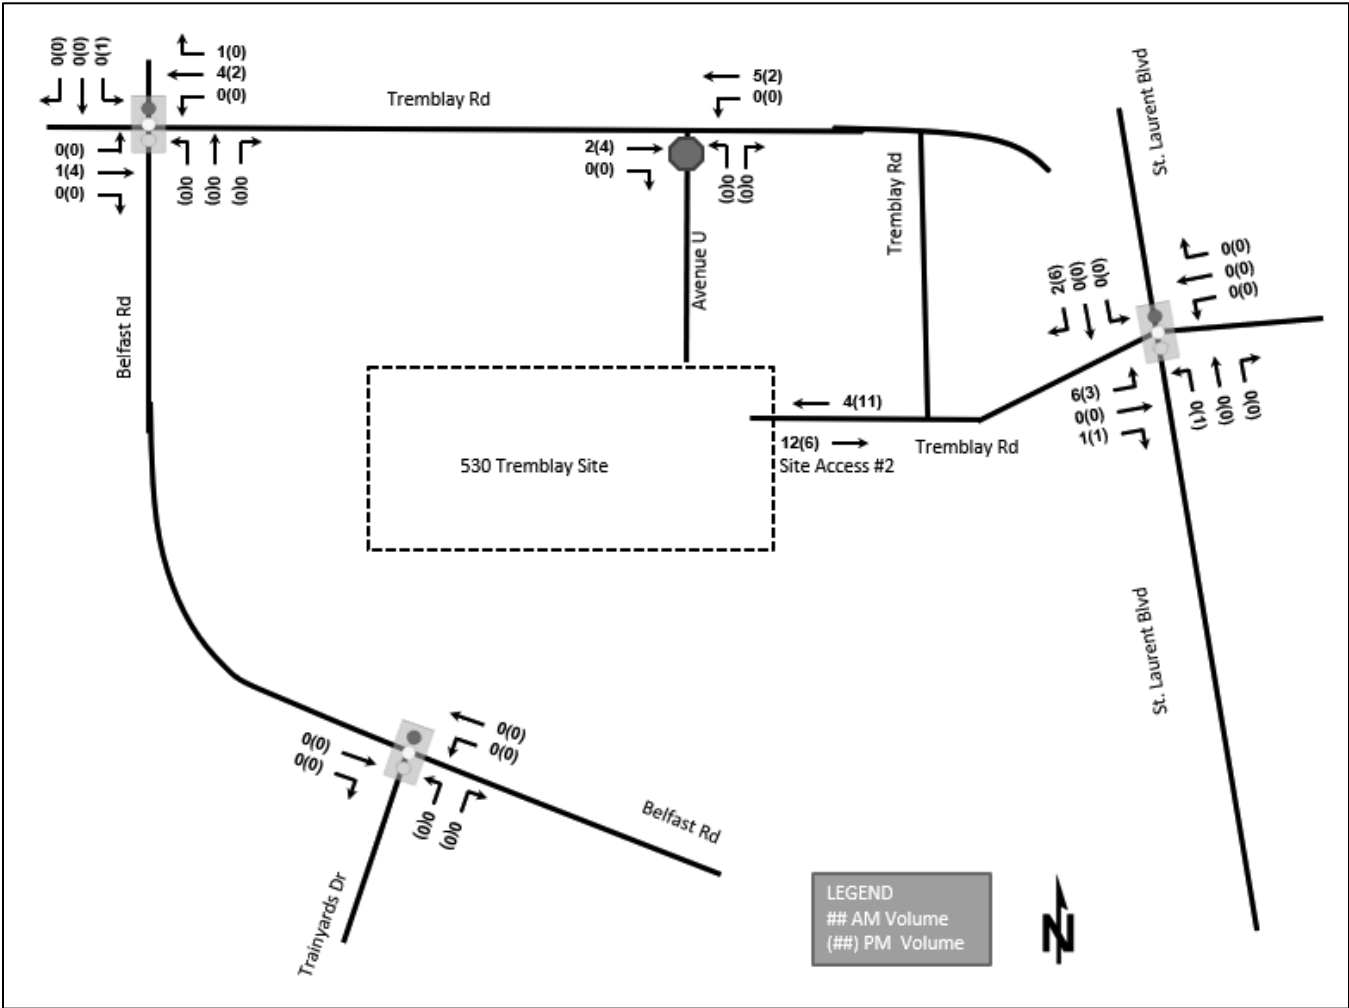 0(0)
0(0)
0(1)
1(0)
4(2)
0(0)
Tremblay Rd
5(2)
0(0)
0(0)
1(4)
0(0)
0(0)
0(0)
0(0)
2(4)
0(0)
0(0)
0(0)
Tremblay Rd
St. Laurent Blvd
Avenue U
Belfast Rd
2(6)
0(0)
0(0)
0(0)
0(0)
0(0)
6(3)
0(0)
1(1)
0(1)
0(0)
0(0)
4(11)
12(6)
Tremblay Rd
530 Tremblay Site
Site Access #2
St. Laurent Blvd
0(0)
0(0)
0(0)
0(0)
0(0)
0(0)
Belfast Rd
Trainyards Dr
LEGEND
## AM Volume
(##) PM Volume
N